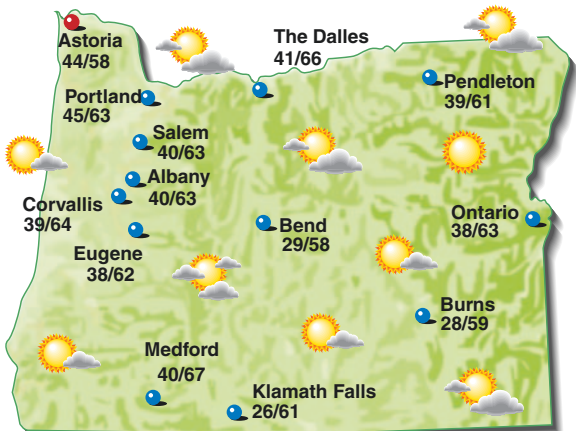 Astoria
44/58
The Dalles
41/66
Pendleton
39/61
Portland
45/63
Salem
40/63
Albany
40/63
Corvallis
39/64
Eugene
38/62
Bend
29/58
Ontario
38/63
Burns
28/59
Medford
40/67
Klamath Falls
26/61